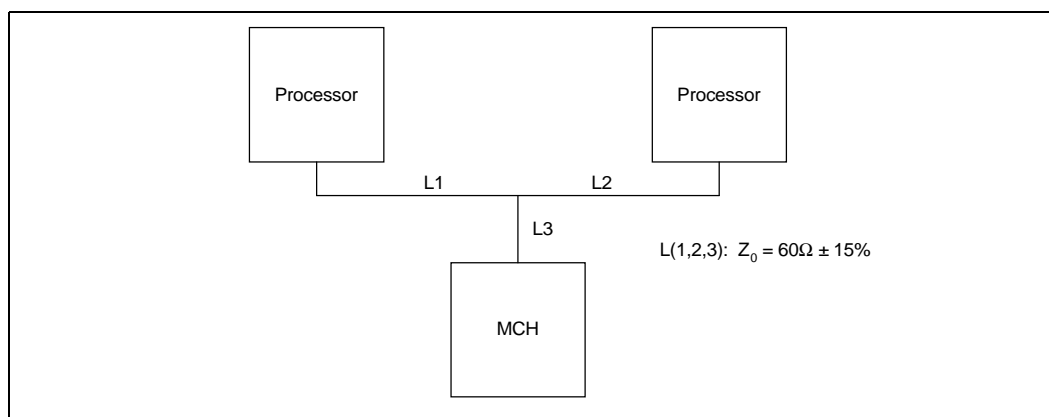 Processor
Processor
L1
L2
L3
L(1,2,3): Z₀ = 60Ω ± 15%
MCH